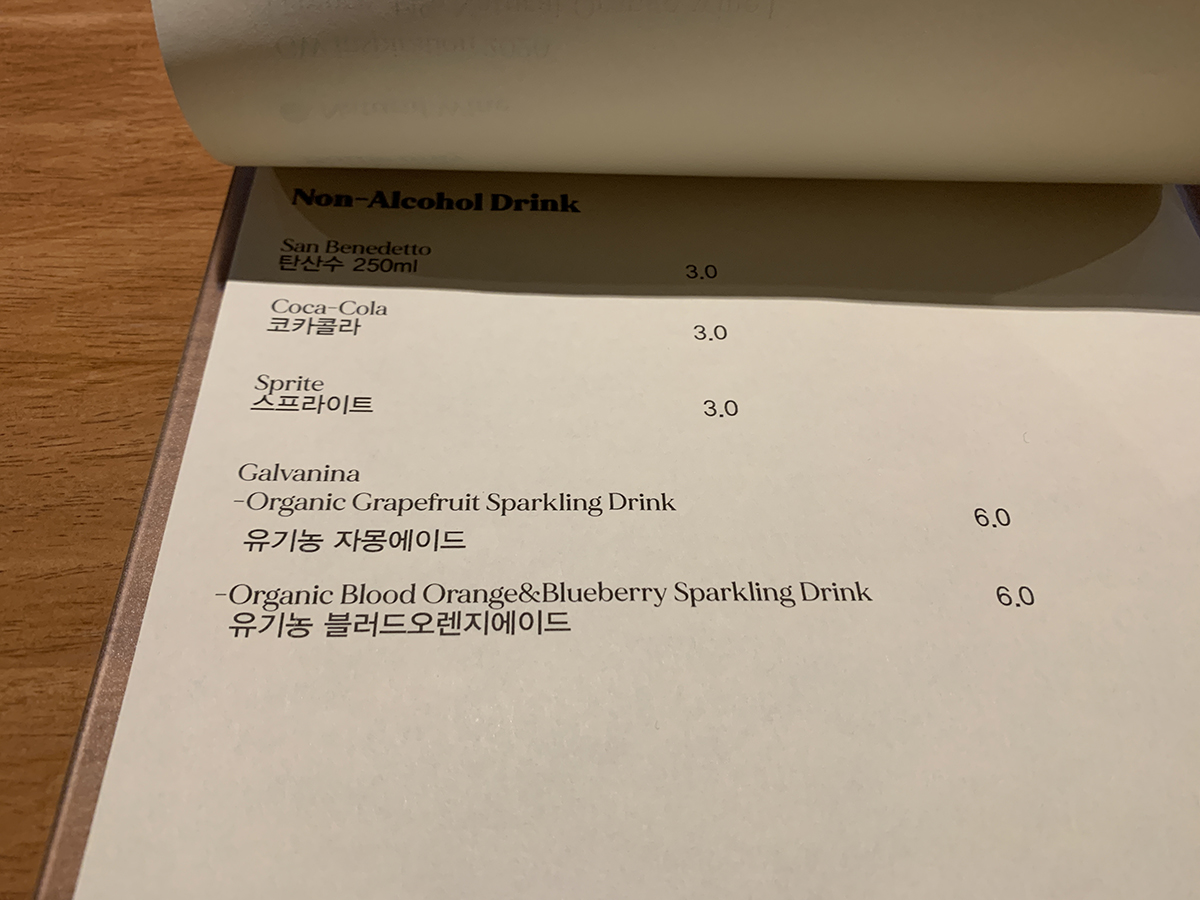 Non-Alcohol Drink
San Benedetto
탄산수 250ml 3.0
Coca-Cola
코카콜라 3.0
Sprite
스프라이트 3.0
Galvanina
-Organic Grapefruit Sparkling Drink 6.0
유기농 자몽에이드
-Organic Blood Orange&Blueberry Sparkling Drink 6.0
유기농 블러드오렌지에이드